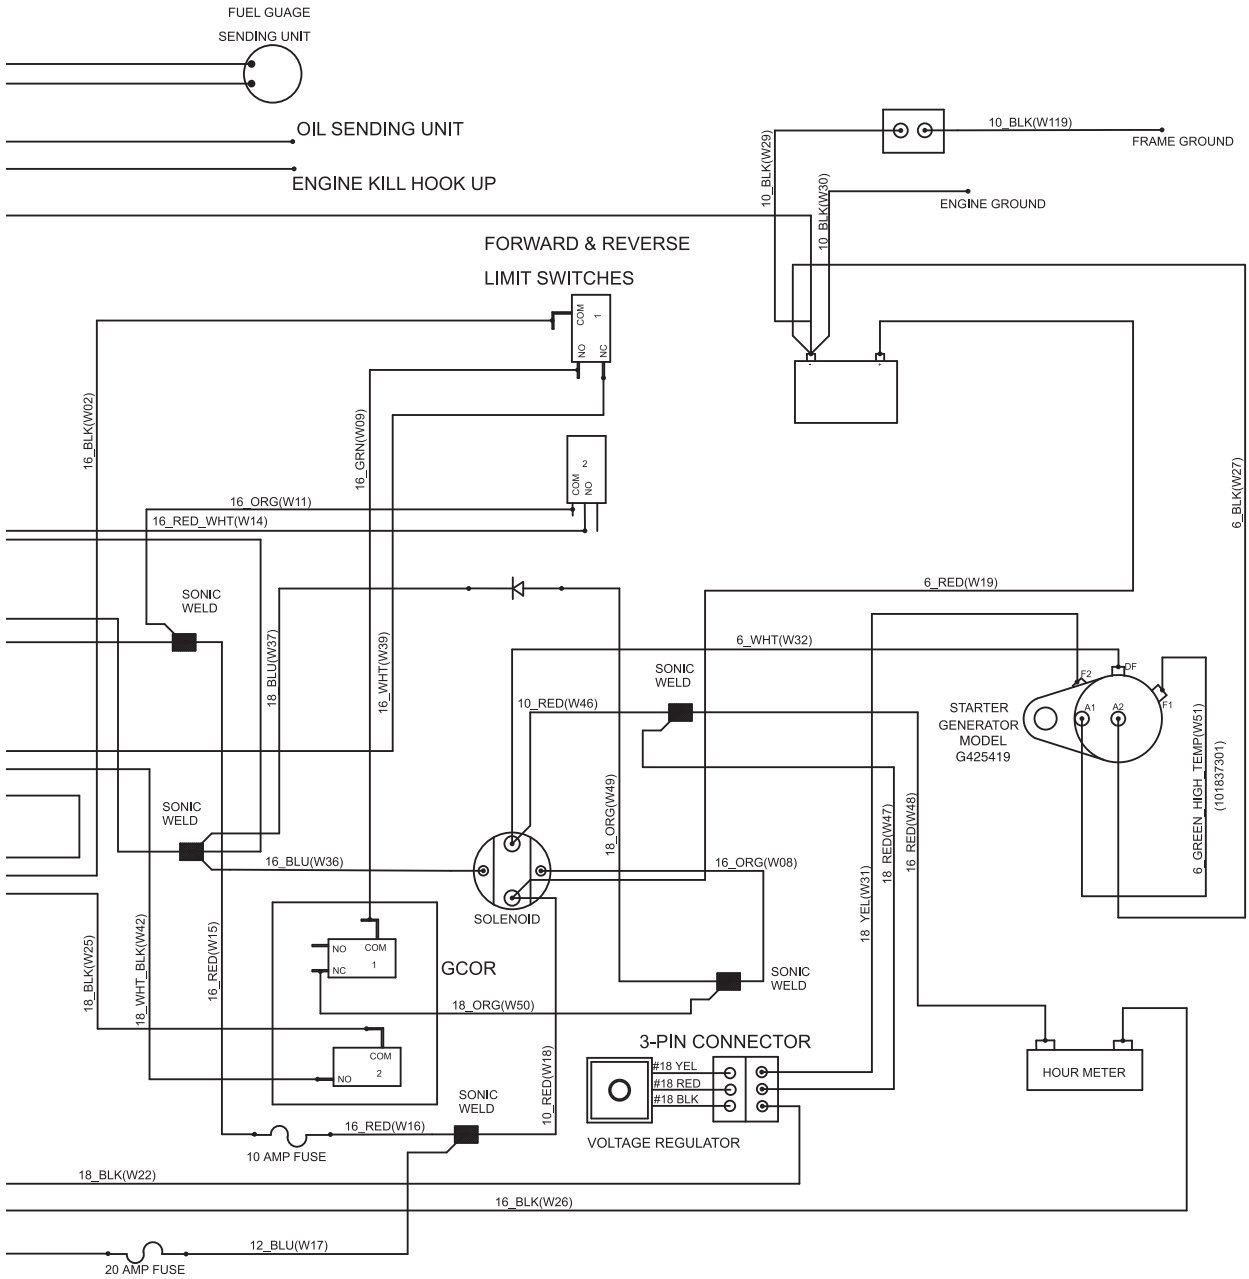 FUEL GUAGE
SENDING UNIT
OIL SENDING UNIT
ENGINE KILL HOOK UP
10_BLK(W29)
10_BLK(W119)
FRAME GROUND
10_BLK(W30)
ENGINE GROUND
FORWARD & REVERSE
LIMIT SWITCHES
COM
1
NO
NC
-
+
16_BLK(W02)
16_GRN(W09)
2
COM
NO
16_ORG(W11)
16_RED_WHT(W14)
6_BLK(W27)
6_RED(W19)
SONIC
WELD
18_BLU(W37)
16_WHT(W39)
6_WHT(W32)
SONIC
WELD
10_RED(W46)
STARTER
GENERATOR
MODEL
G425419
F2
DF
F1
A1
A2
6_GREEN_HIGH_TEMP(W51)
(101837301)
SONIC
WELD
18_ORG(W49)
18_RED(W47)
16_RED(W48)
16_BLU(W36)
16_ORG(W08)
18_YEL(W31)
SOLENOID
18_BLK(W25)
18_WHT_BLK(W42)
16_RED(W15)
NO
COM
NC
1
GCOR
SONIC
WELD
18_ORG(W50)
COM
NO
2
10_RED(W18)
3-PIN CONNECTOR
#18 YEL
#18 RED
#18 BLK
VOLTAGE REGULATOR
HOUR METER
SONIC
WELD
16_RED(W16)
10 AMP FUSE
18_BLK(W22)
16_BLK(W26)
12_BLU(W17)
20 AMP FUSE